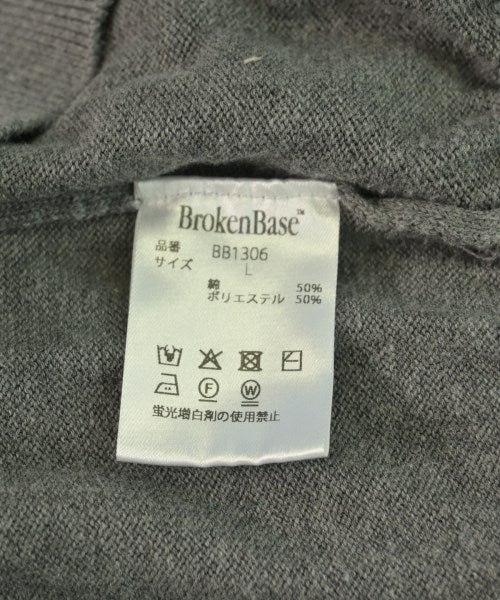 BrokenBase™
品番 BB1306
サイズ L
綿 50%
ポリエステル 50%
F W
蛍光増白剤の使用禁止